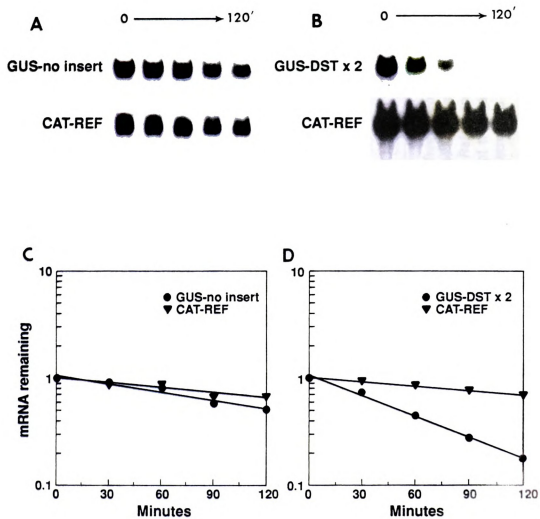 A
0 → 120'
GUS-no insert
CAT-REF
B
0 → 120'
GUS-DST x 2
CAT-REF
C
10
1
0.1
mRNA remaining
GUS-no insert
CAT-REF
0 30 60 90 120
Minutes
D
10
1
0.1
GUS-DST x 2
CAT-REF
0 30 60 90 120
Minutes